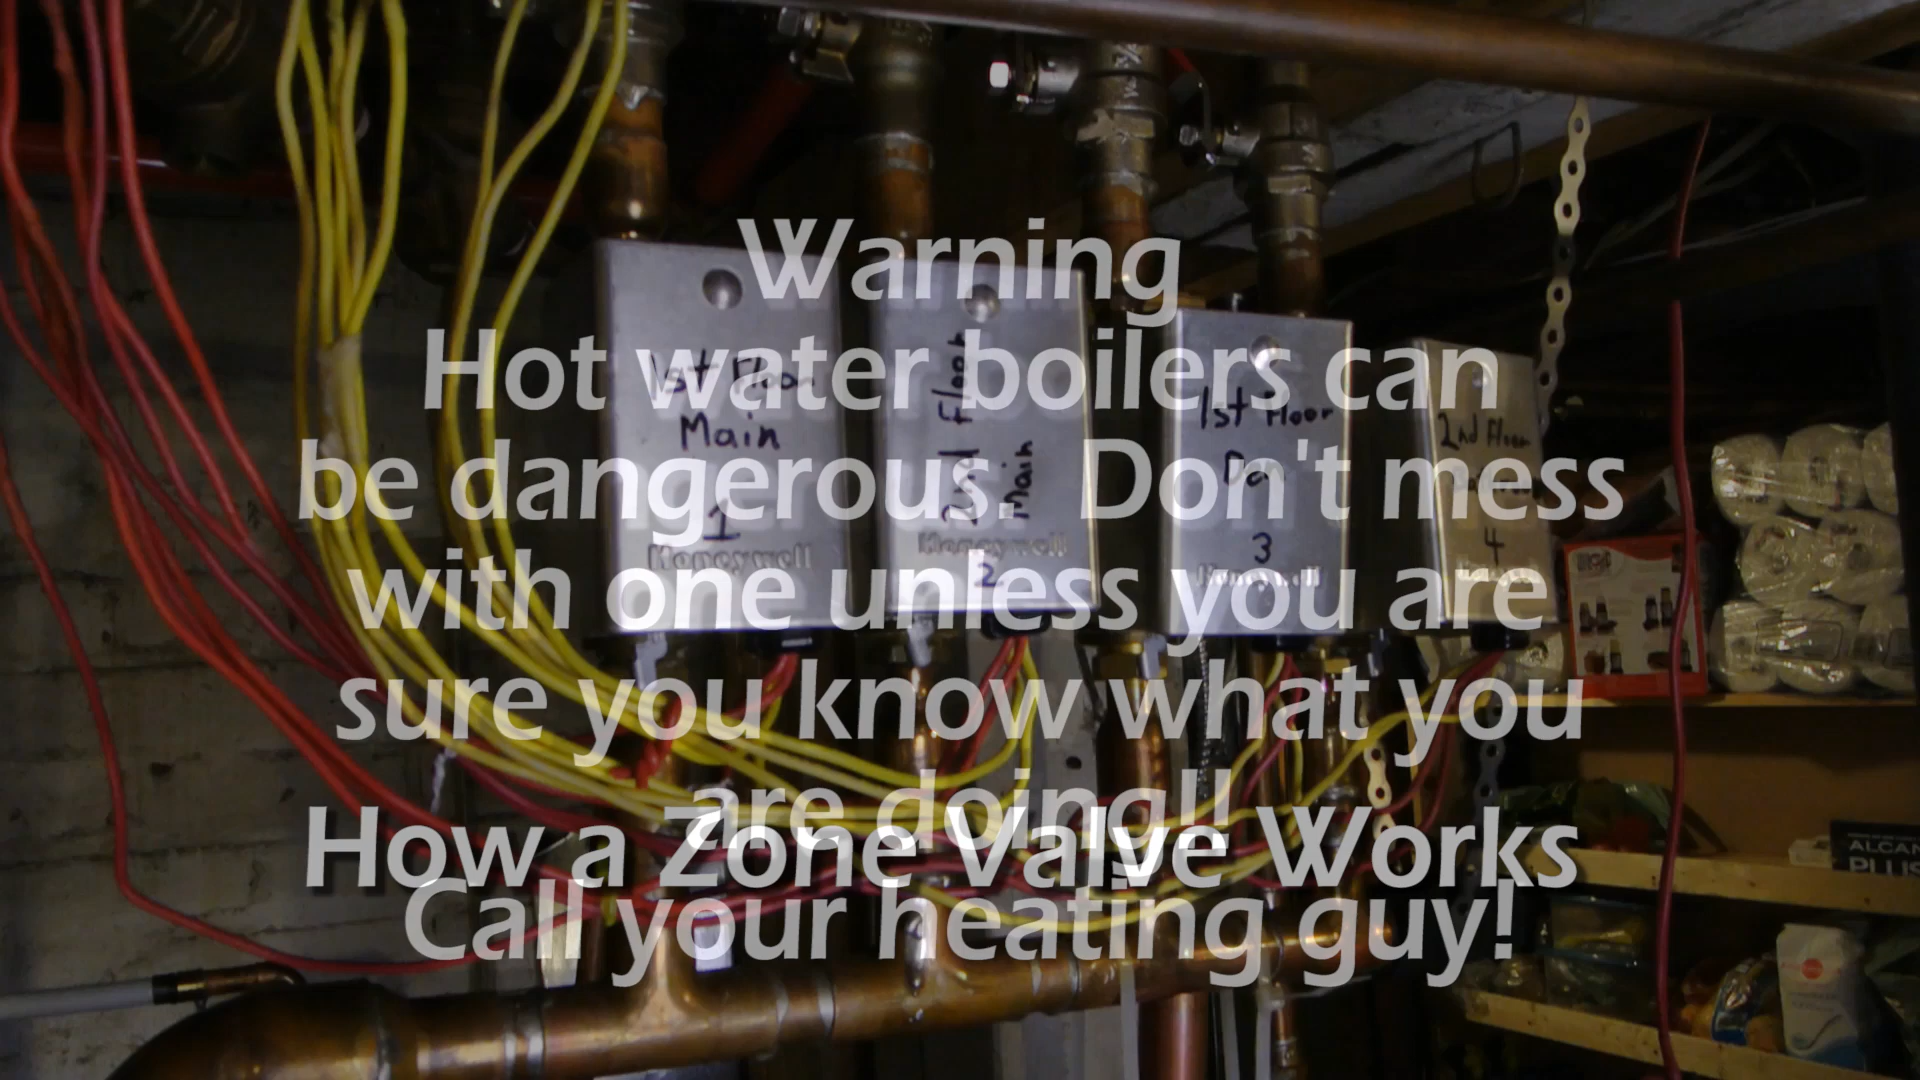 Warning
Hot water boilers can
be dangerous. Don't mess
with one unless you are
sure you know what you
are doing!!
How a Zone Valve Works
Call your heating guy!
1st Floor
Main
1
Honeywell
2nd Floor
Main
Honeywell
2
1st Floor
Den
3
Honeywell
2nd Floor
4
ALCAN
PLUS